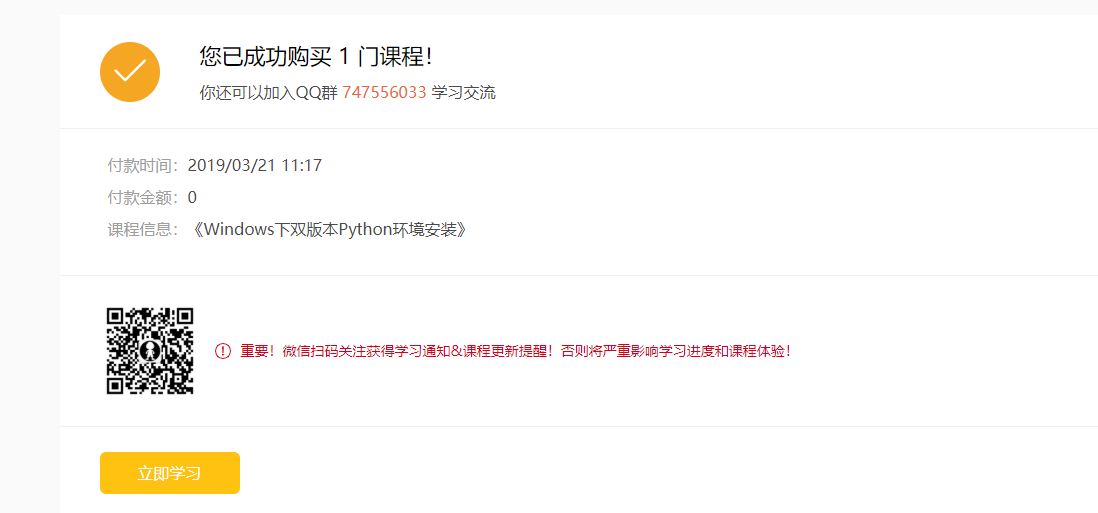 您已成功购买 1 门课程！
你还可以加入QQ群 747556033 学习交流
付款时间：2019/03/21 11:17
付款金额：0
课程信息：《Windows下双版本Python环境安装》
重要！微信扫码关注获得学习通知&课程更新提醒！否则将严重影响学习进度和课程体验！
立即学习